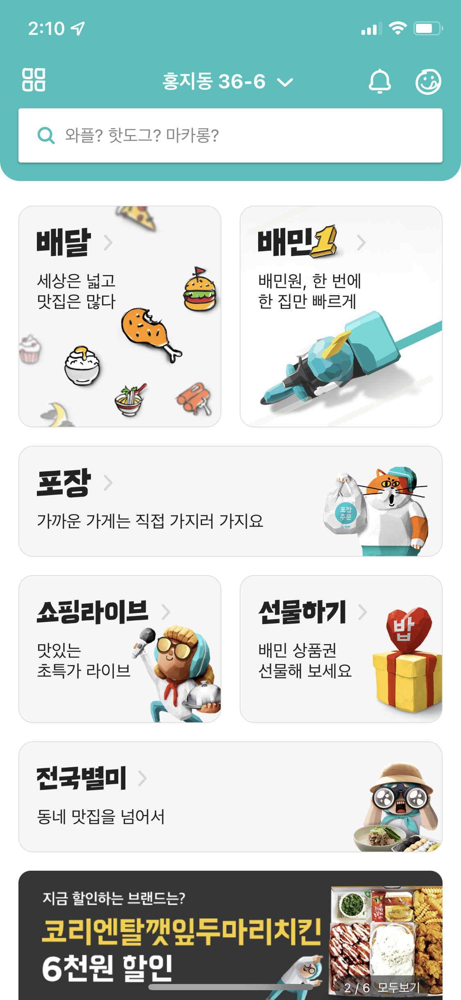 2:10
홍지동 36-6
와플? 핫도그? 마카롱?
배달
세상은 넓고
맛집은 많다
배민1
배민원, 한 번에
한 집만 빠르게
포장
가까운 가게는 직접 가지러 가지요
포장
주문
by 배민
쇼핑라이브
맛있는
초특가 라이브
선물하기
배민 상품권
선물해 보세요
밥
전국별미
동네 맛집을 넘어서
지금 할인하는 브랜드는?
코리엔탈깻잎두마리치킨
6천원 할인
2 / 6 모두보기